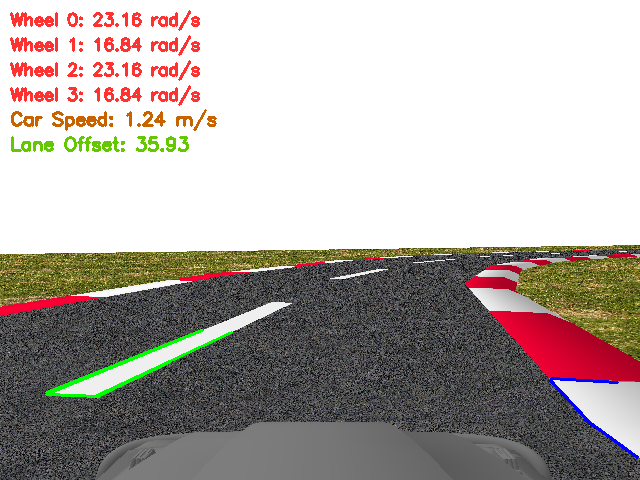 Wheel 0: 23.16 rad/s
Wheel 1: 16.84 rad/s
Wheel 2: 23.16 rad/s
Wheel 3: 16.84 rad/s
Car Speed: 1.24 m/s
Lane Offset: 35.93